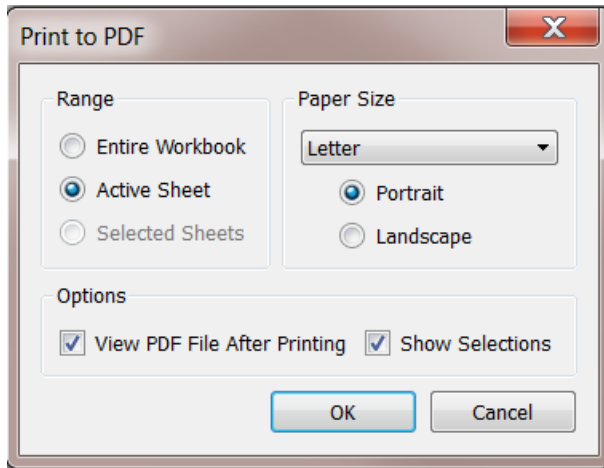 Print to PDF
Range
Entire Workbook
Active Sheet
Selected Sheets
Paper Size
Letter
Portrait
Landscape
Options
View PDF File After Printing
Show Selections
OK
Cancel